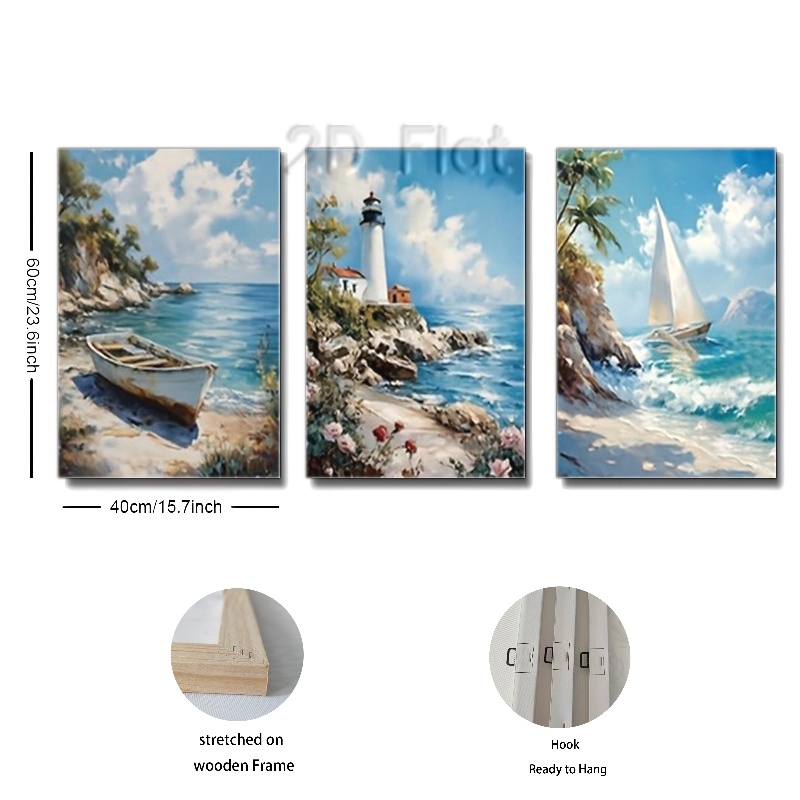 2D Flat
60cm/23.6inch
40cm/15.7inch
stretched on
wooden Frame
Hook
Ready to Hang